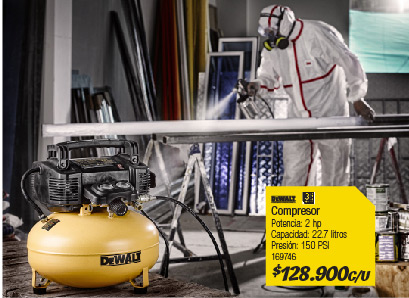 DEWALT
DEWALT 3
Compresor
Potencia: 2 hp
Capacidad: 22.7 litros
Presión: 150 PSI
169746
$128.900C/U